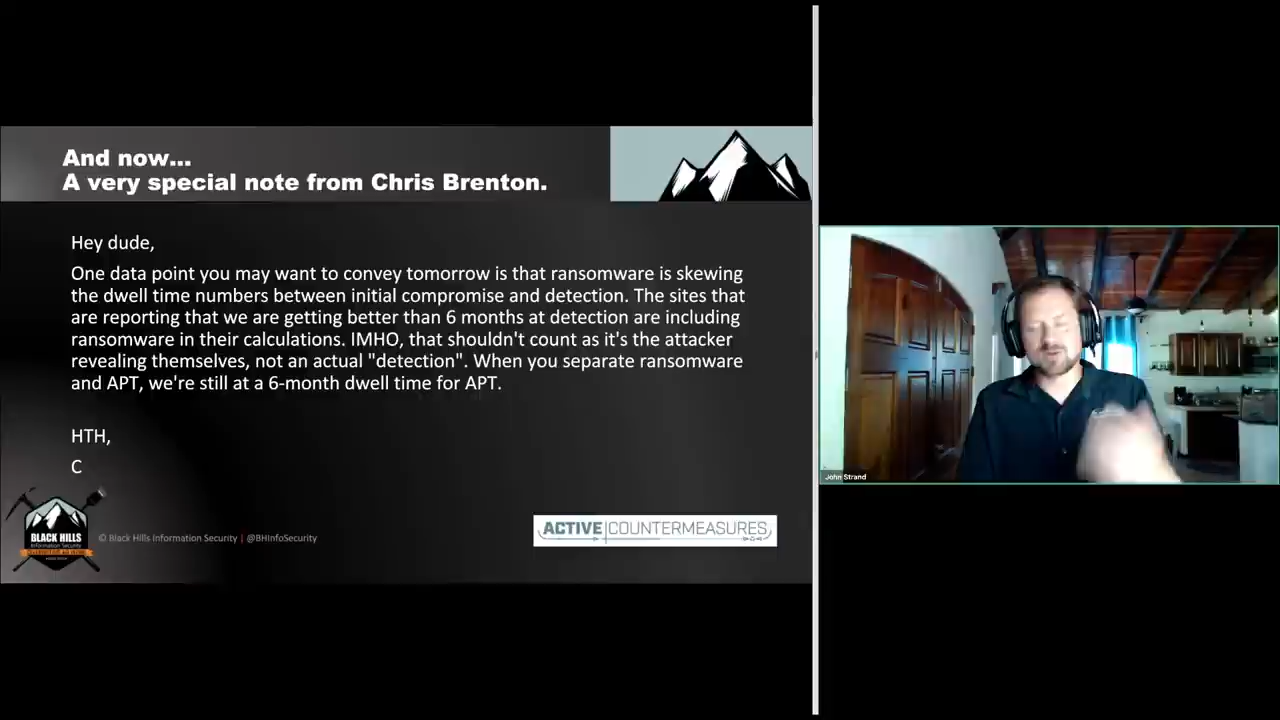 And now...
A very special note from Chris Brenton.
Hey dude,
One data point you may want to convey tomorrow is that ransomware is skewing
the dwell time numbers between initial compromise and detection. The sites that
are reporting that we are getting better than 6 months at detection are including
ransomware in their calculations. IMHO, that shouldn't count as it's the attacker
revealing themselves, not an actual "detection". When you separate ransomware
and APT, we're still at a 6-month dwell time for APT.
HTH,
C
BLACK HILLS
Information Security
© Black Hills Information Security | @BHInfoSecurity
ACTIVE COUNTERMEASURES
John Strand